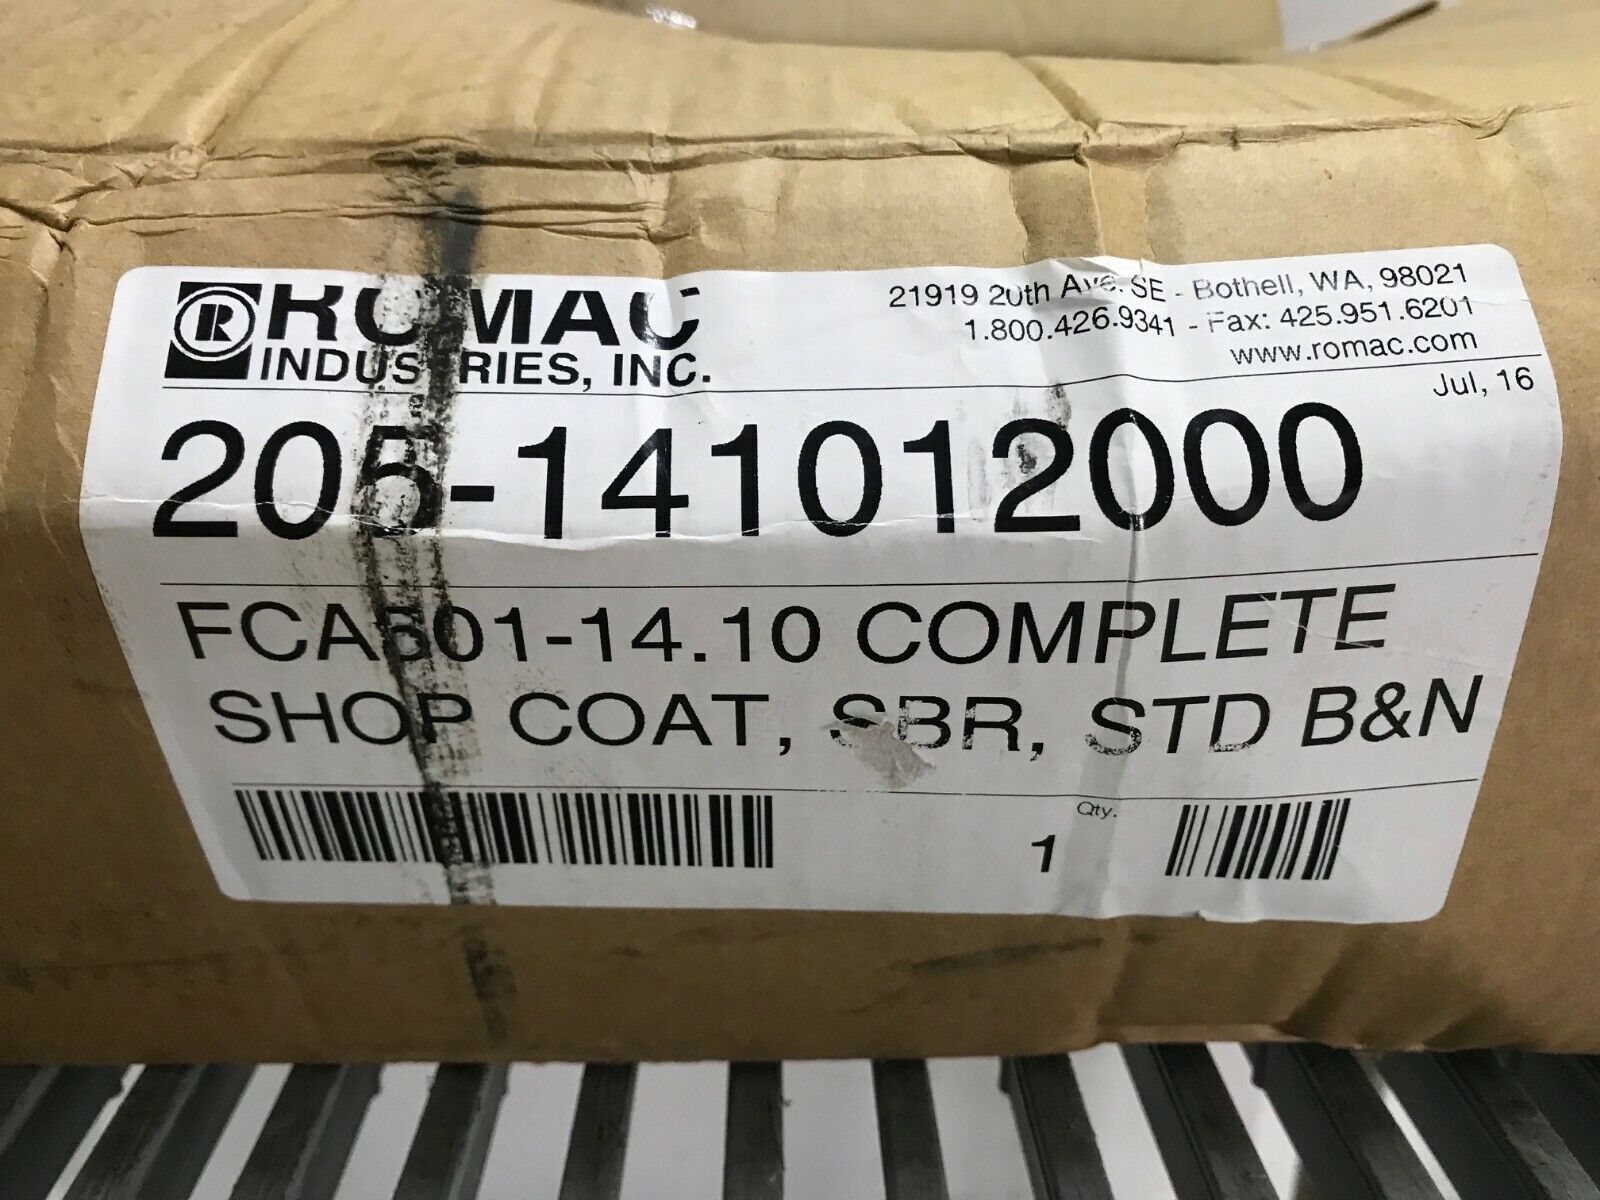 R ROMAC
INDUSTRIES, INC.
21919 20th Ave. SE - Bothell, WA, 98021
1.800.426.9341 - Fax: 425.951.6201
www.romac.com
Jul, 16
205-141012000
FCA501-14.10 COMPLETE
SHOP COAT, SBR, STD B&N
Qty.
1